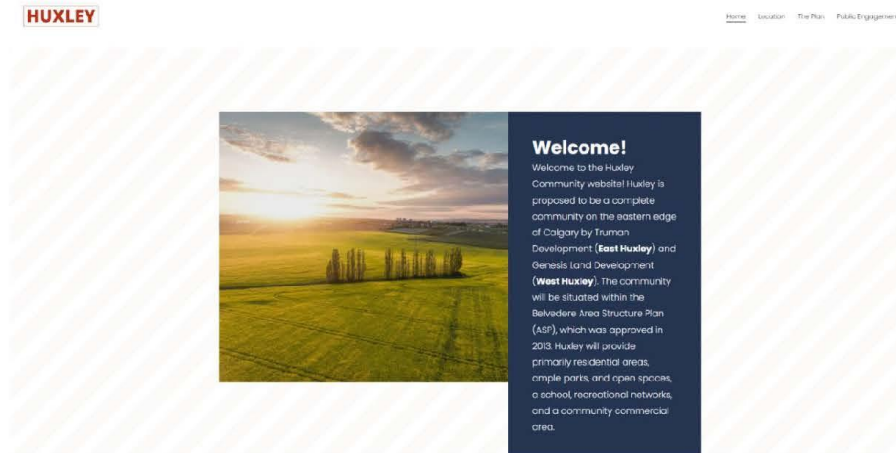 HUXLEY
Home Location The Plan Public Engagemen
Welcome!
Welcome to the Huxley
Community website! Huxley is
proposed to be a complete
community on the eastern edge
of Calgary by Truman
Development (East Huxley) and
Genesis Land Development
(West Huxley). The community
will be situated within the
Belvedere Area Structure Plan
(ASP), which was approved in
2013. Huxley will provide
primarily residential areas,
ample parks, and open spaces,
a school, recreational networks,
and a community commercial
area.